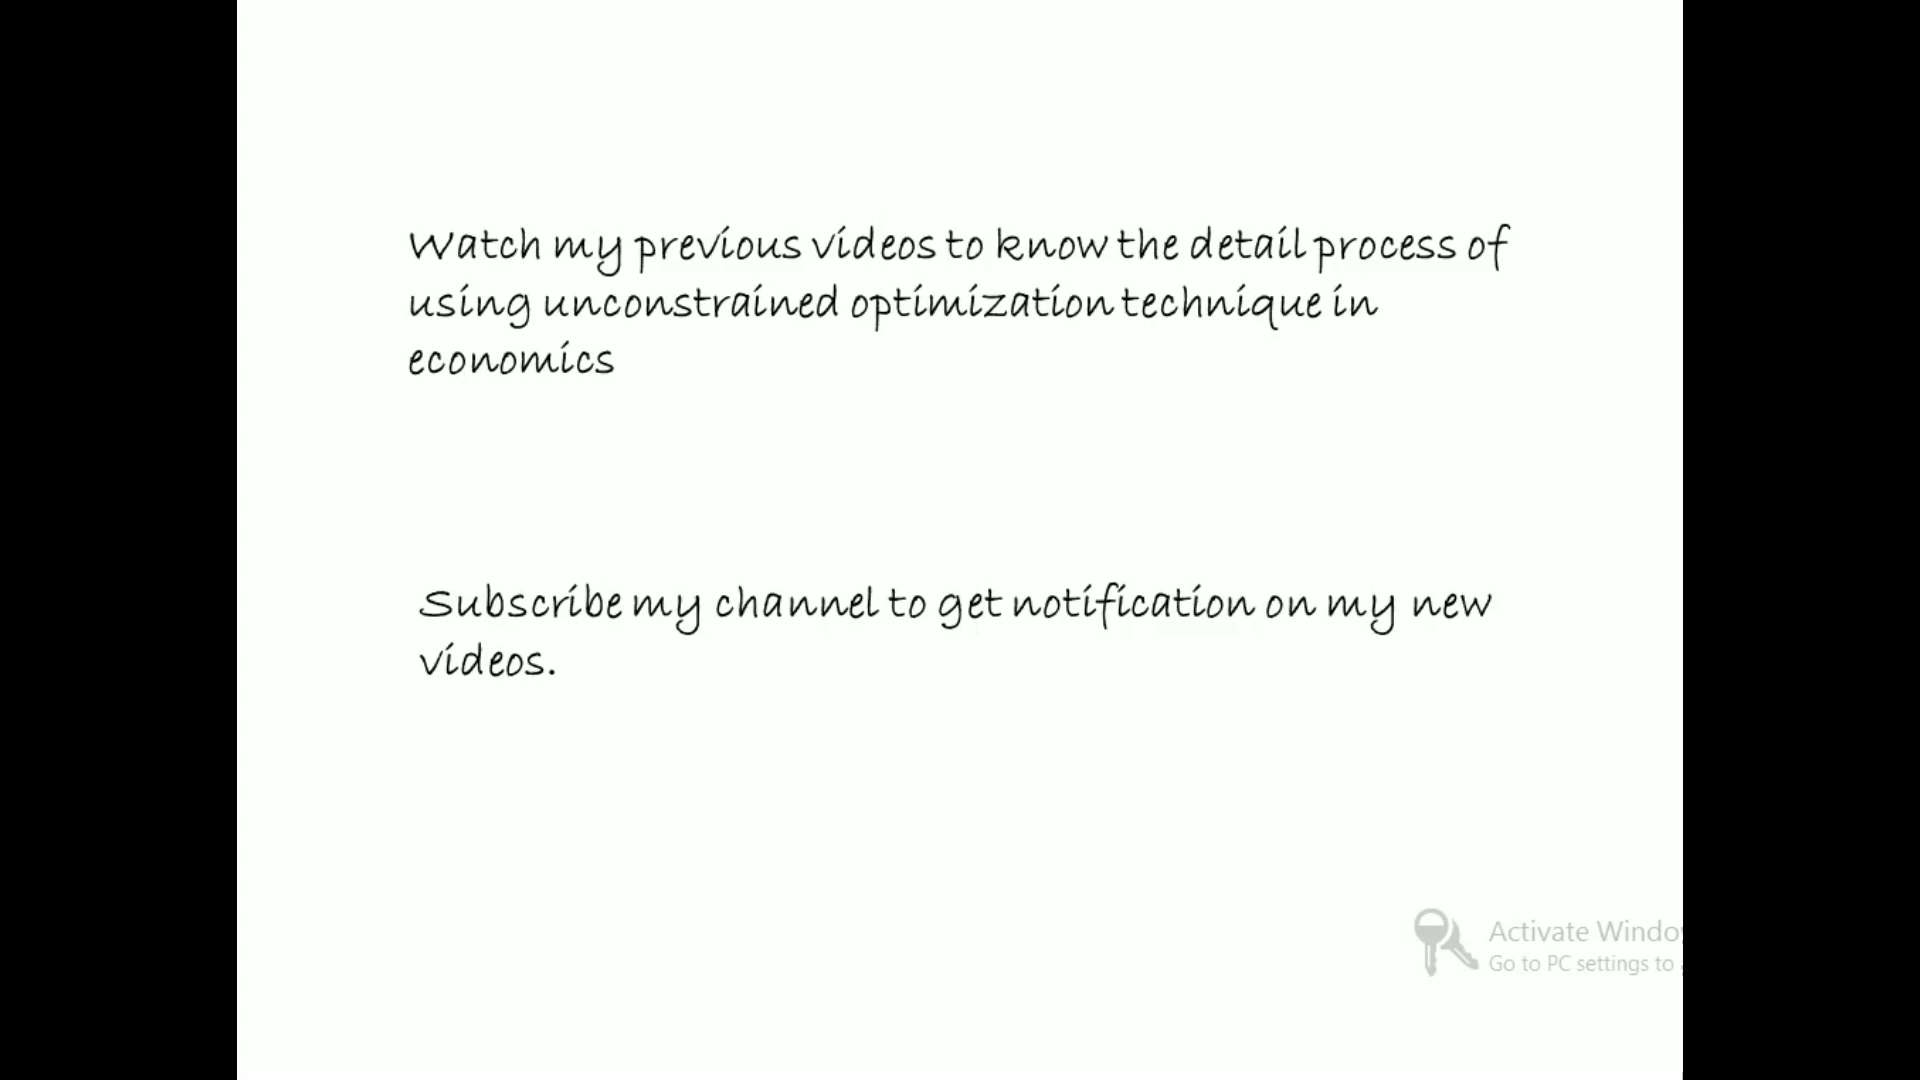 Watch my previous videos to know the detail process of
using unconstrained optimization technique in
economics
Subscribe my channel to get notification on my new
videos.
Activate Windo
Go to PC settings to